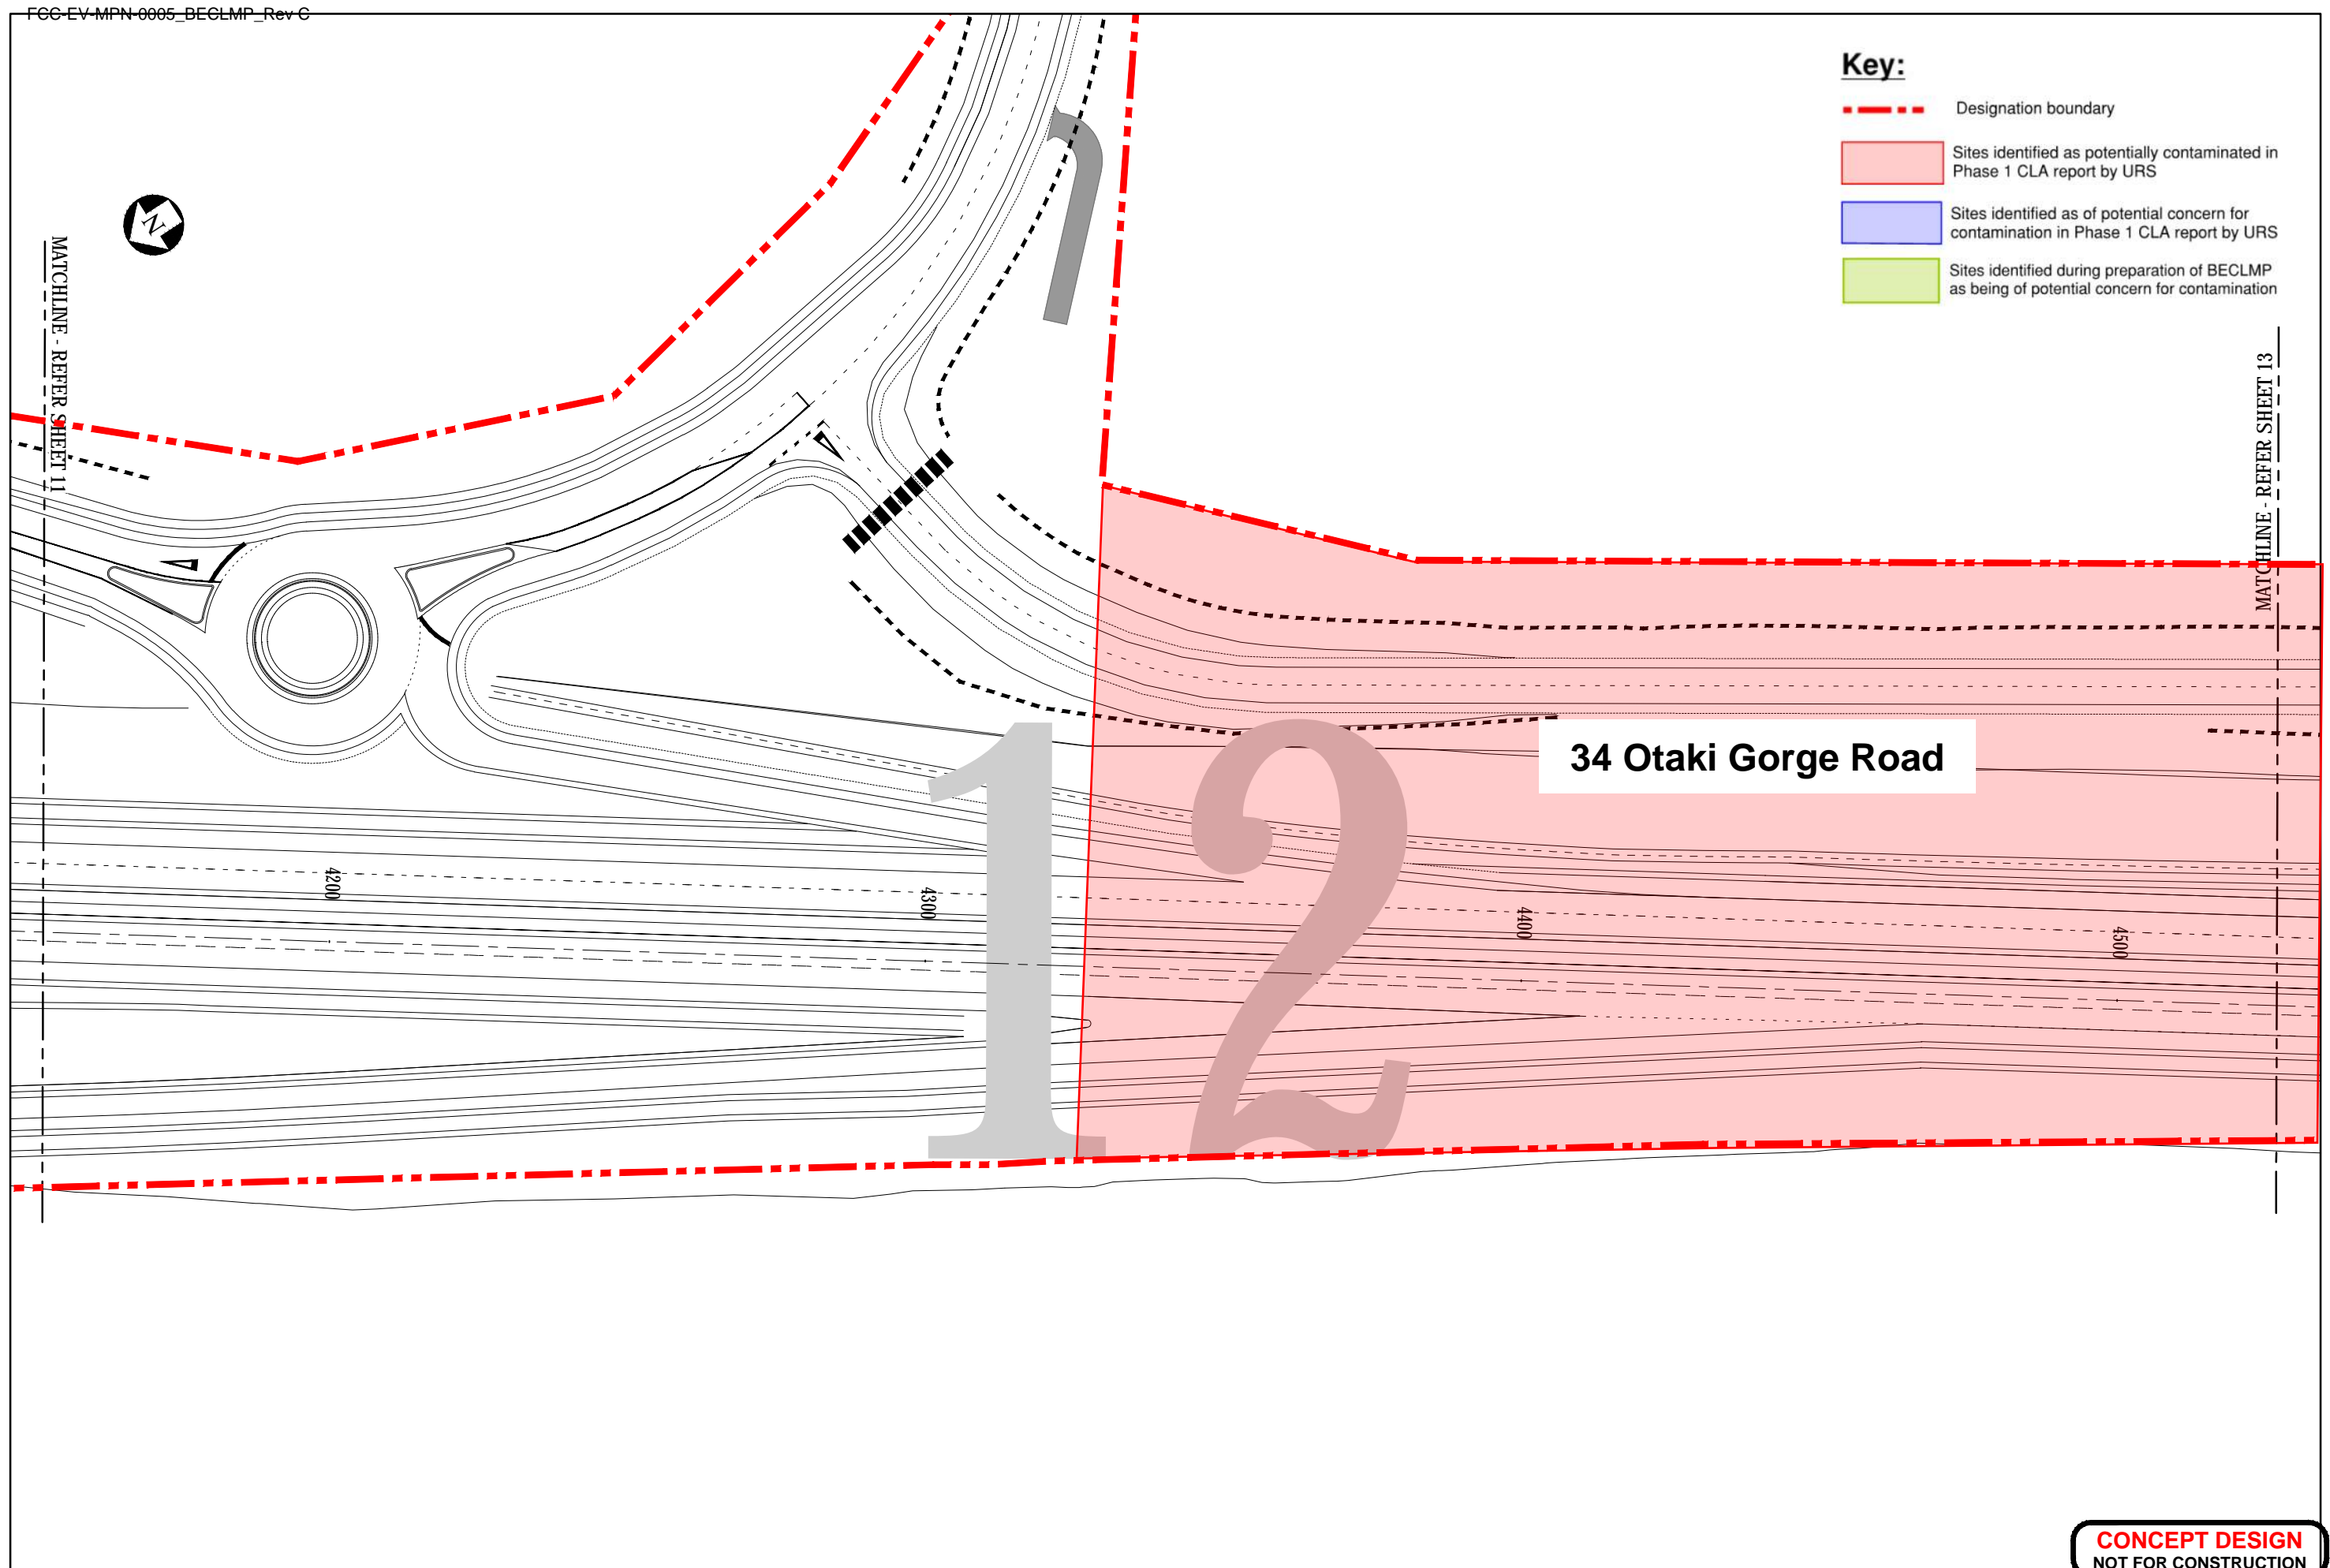 FCC-EV-MPN-0005_BECLMP_Rev C
Key:
Designation boundary
Sites identified as potentially contaminated in
Phase 1 CLA report by URS
Sites identified as of potential concern for
contamination in Phase 1 CLA report by URS
Sites identified during preparation of BECLMP
as being of potential concern for contamination
N
MATCHLINE - REFER SHEET 11
MATCHLINE - REFER SHEET 13
1
34 Otaki Gorge Road
12
4200
4300
4400
4500
CONCEPT DESIGN
NOT FOR CONSTRUCTION